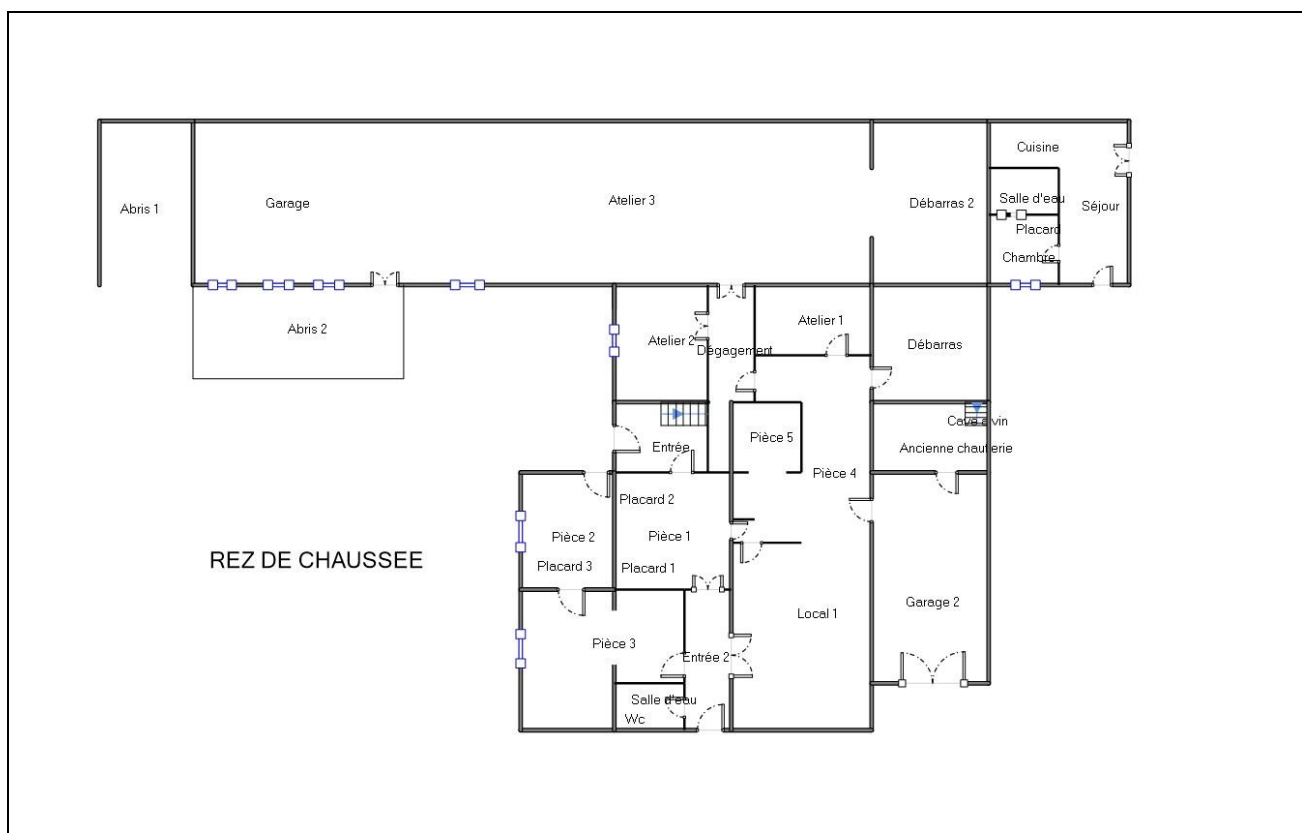 Cuisine
Abris 1
Garage
Atelier 3
Débarras 2
Salle d'eau
Séjour
Placard
Chambre
Abris 2
Atelier 2
Dégagement
Atelier 1
Débarras
Entrée
Pièce 5
Cave à vin
Ancienne chaufferie
Pièce 4
Placard 2
REZ DE CHAUSSEE
Pièce 2
Pièce 1
Placard 3
Placard 1
Pièce 3
Entrée 2
Local 1
Garage 2
Salle d'eau
Wc